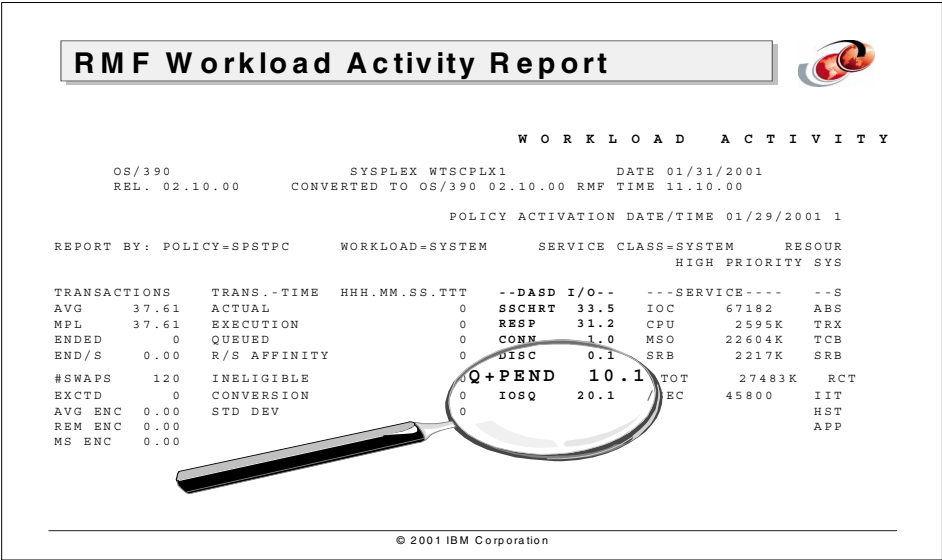 RMF Workload Activity Report
W O R K L O A D   A C T I V I T Y
OS/390   SYSPLEX WTSCPLX1   DATE 01/31/2001
REL. 02.10.00   CONVERTED TO OS/390 02.10.00 RMF TIME 11.10.00
POLICY ACTIVATION DATE/TIME 01/29/2001 1
REPORT BY: POLICY=SPSTPC   WORKLOAD=SYSTEM   SERVICE CLASS=SYSTEM   RESOUR
HIGH PRIORITY SYS
TRANSACTIONS   TRANS.-TIME HHH.MM.SS.TTT   --DASD I/O--   ---SERVICE----   --S
AVG 37.61   ACTUAL 0   SSCHRT 33.5   IOC 67182   ABS
MPL 37.61   EXECUTION 0   RESP 31.2   CPU 2595K   TRX
ENDED 0   QUEUED 0   CONN 1.0   MSO 22604K   TCB
END/S 0.00   R/S AFFINITY 0   DISC 0.1   SRB 2217K   SRB
#SWAPS 120   INELIGIBLE 0   Q+PEND 10.1   TOT 27483K   RCT
EXCTD 0   CONVERSION 0   IOSQ 20.1   /SEC 45800   IIT
AVG ENC 0.00   STD DEV 0   HST
REM ENC 0.00   APP
MS ENC 0.00
© 2001 IBM Corporation